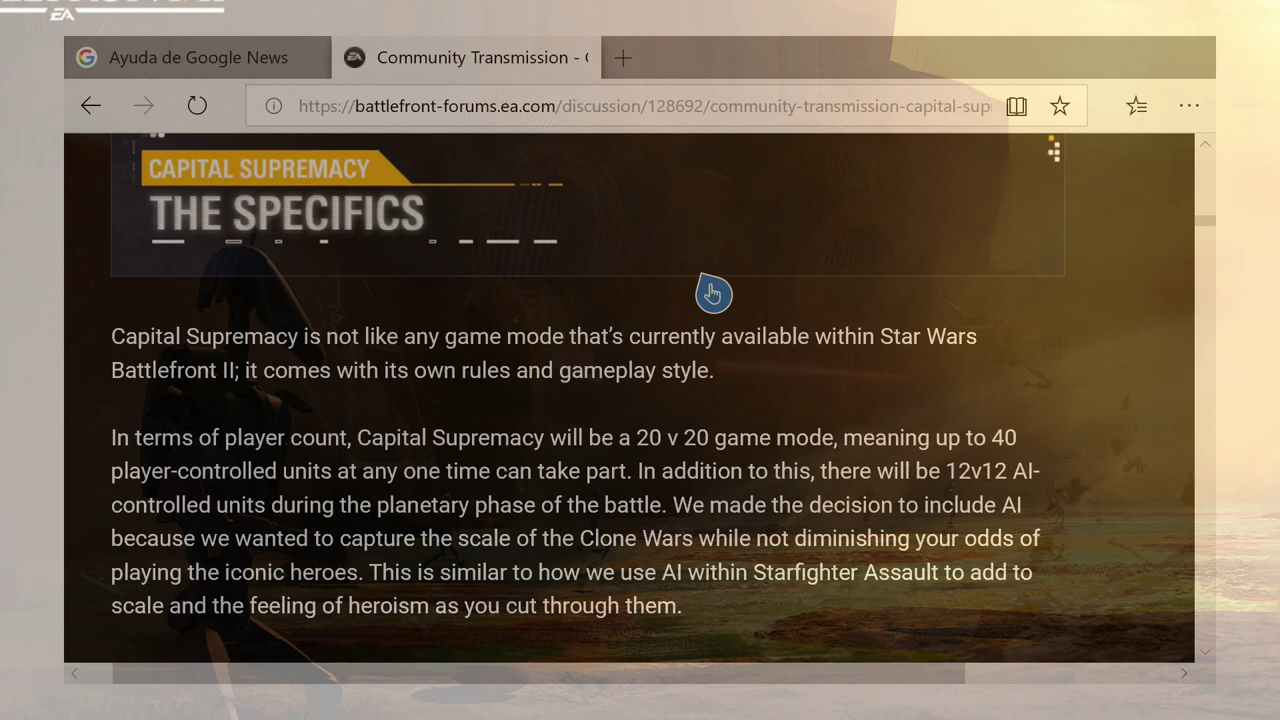 EA
Ayuda de Google News
Community Transmission - (
https://battlefront-forums.ea.com/discussion/128692/community-transmission-capital-sup
CAPITAL SUPREMACY
THE SPECIFICS
Capital Supremacy is not like any game mode that’s currently available within Star Wars
Battlefront II; it comes with its own rules and gameplay style.
In terms of player count, Capital Supremacy will be a 20 v 20 game mode, meaning up to 40
player-controlled units at any one time can take part. In addition to this, there will be 12v12 AI-
controlled units during the planetary phase of the battle. We made the decision to include AI
because we wanted to capture the scale of the Clone Wars while not diminishing your odds of
playing the iconic heroes. This is similar to how we use AI within Starfighter Assault to add to
scale and the feeling of heroism as you cut through them.